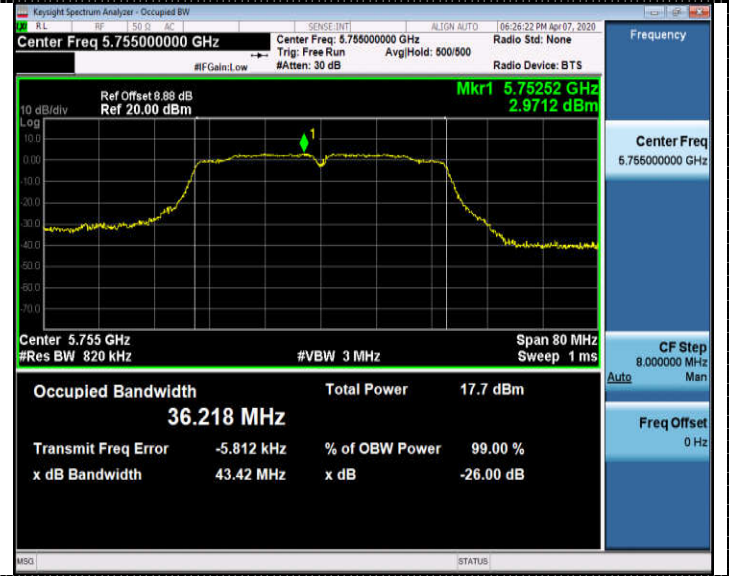 Keysight Spectrum Analyzer - Occupied BW
RL RF 50 Ω AC SENSE:INT ALIGN AUTO 06:26:22 PM Apr 07, 2020
Center Freq 5.755000000 GHz
Center Freq: 5.755000000 GHz
Radio Std: None
Trig: Free Run Avg|Hold: 500/500
#IFGain:Low #Atten: 30 dB Radio Device: BTS
Frequency
Mkr1 5.75252 GHz
2.9712 dBm
Ref Offset 8.88 dB
10 dB/div Ref 20.00 dBm
Log
1
10.0
0.00
-10.0
-20.0
-30.0
-40.0
-50.0
-60.0
-70.0
Center Freq
5.755000000 GHz
Center 5.755 GHz Span 80 MHz
#Res BW 820 kHz #VBW 3 MHz Sweep 1 ms
CF Step
8.000000 MHz
Auto Man
Occupied Bandwidth Total Power 17.7 dBm
36.218 MHz
Freq Offset
0 Hz
Transmit Freq Error -5.812 kHz % of OBW Power 99.00 %
x dB Bandwidth 43.42 MHz x dB -26.00 dB
MSG STATUS